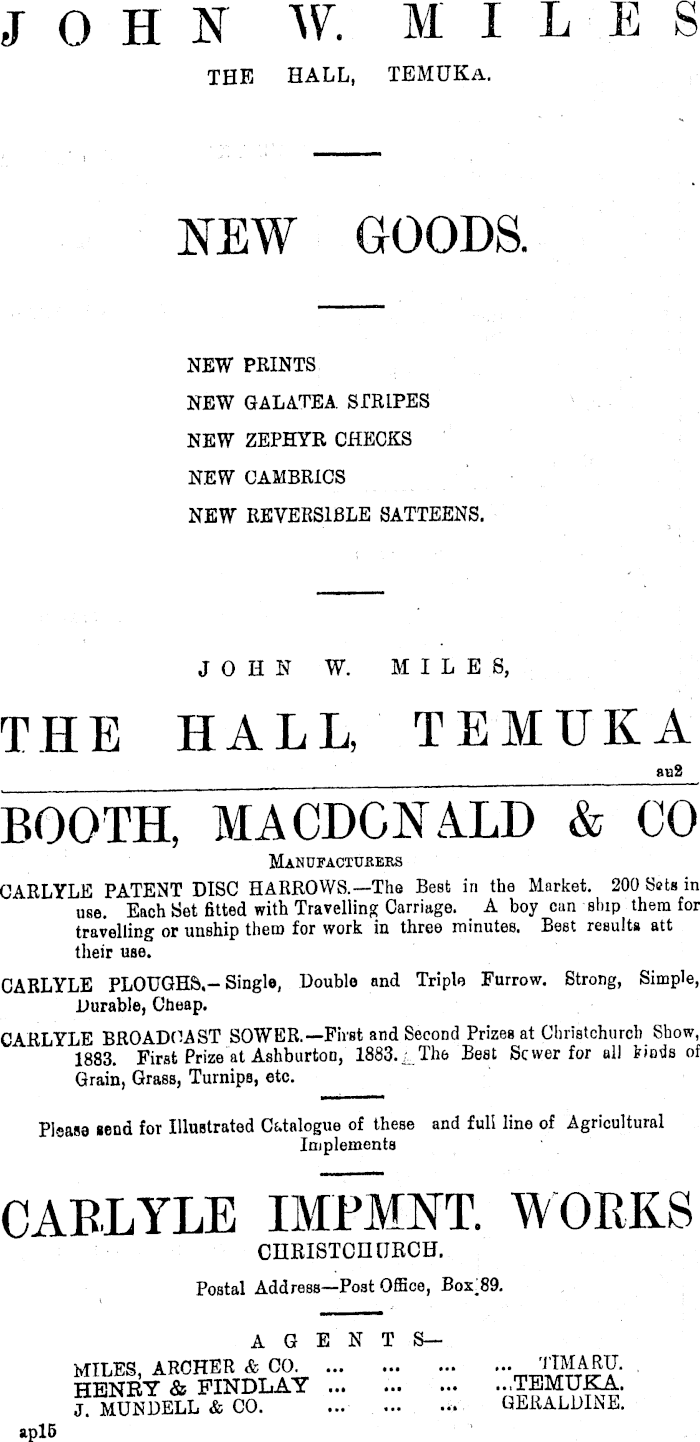 JOHN W. MILES
THE HALL, TEMUKA.
NEW GOODS.
NEW PRINTS
NEW GALATEA STRIPES
NEW ZEPHYR CHECKS
NEW CAMBRICS
NEW REVERSIBLE SATTEENS.
JOHN W. MILES,
THE HALL, TEMUKA
au2
BOOTH, MACDONALD & CO
MANUFACTURERS
CARLYLE PATENT DISC HARROWS.—The Best in the Market. 200 Sets in
use. Each Set fitted with Travelling Carriage. A boy can ship them for
travelling or unship them for work in three minutes. Best results att
their use.
CARLYLE PLOUGHS.—Single, Double and Triple Furrow. Strong, Simple,
Durable, Cheap.
CARLYLE BROADCAST SOWER.—First and Second Prizes at Christchurch Show,
1883. First Prize at Ashburton, 1883. The Best Sower for all kinds of
Grain, Grass, Turnips, etc.
Please send for Illustrated Catalogue of these and full line of Agricultural
Implements
CARLYLE IMPMNT. WORKS
CHRISTCHURCH.
Postal Address—Post Office, Box 89.
AGENTS—
MILES, ARCHER & CO. ... ... ... ... TIMARU.
HENRY & FINDLAY ... ... ... ...TEMUKA.
J. MUNDELL & CO. ... ... ... GERALDINE.
ap15